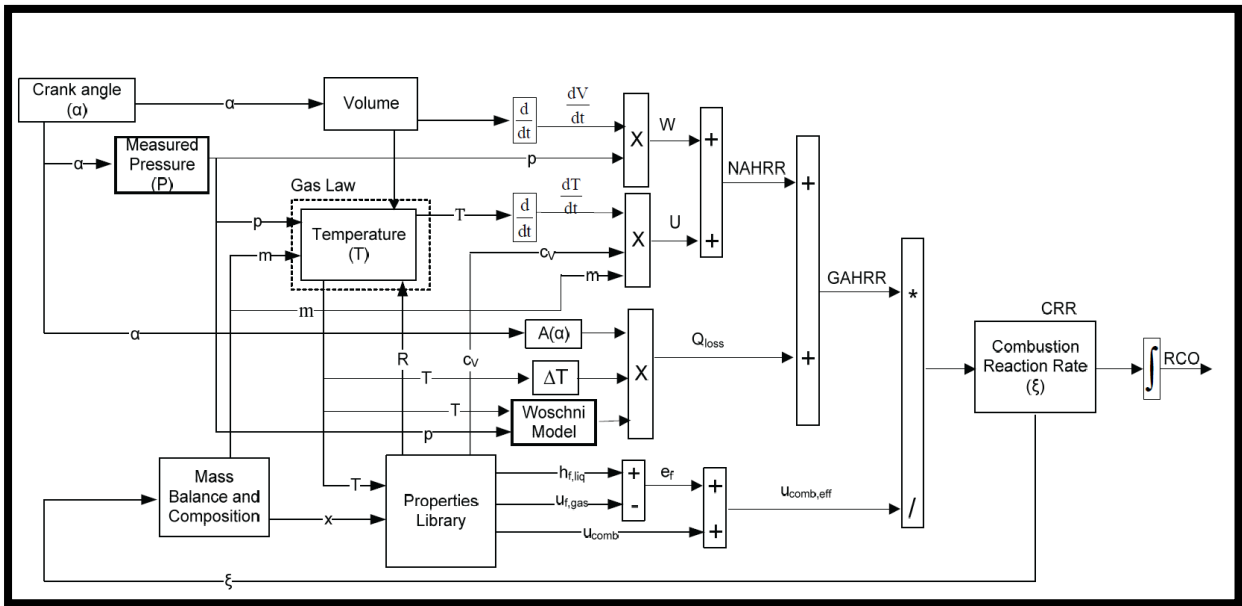 Crank angle
(α)
α
Volume
d
dt
dV
dt
X
W
+
+
NAHRR
α
Measured
Pressure
(P)
p
Gas Law
Temperature
(T)
p
m
T
d
dt
dT
dt
X
U
cV
m
m
+
+
GAHRR
α
A(α)
R
cV
X
Qloss
T
ΔT
T
Woschni
Model
p
*
/
CRR
Combustion
Reaction Rate
(ξ)
∫
RCO
Mass
Balance and
Composition
T
x
Properties
Library
hf,liq
uf,gas
ucomb
+
-
ef
+
+
ucomb,eff
ξ